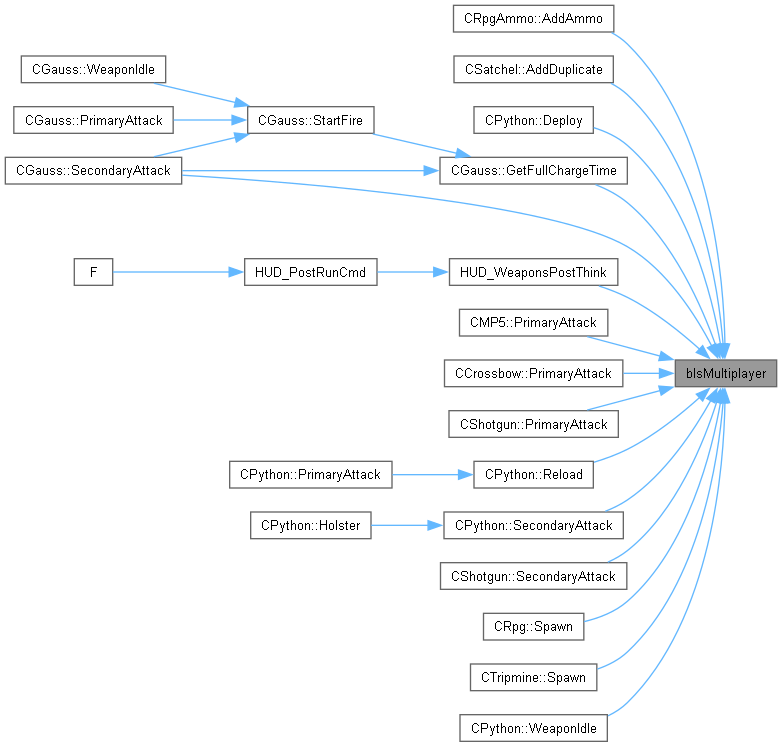 CRpgAmmo::AddAmmo
CSatchel::AddDuplicate
CGauss::WeaponIdle
CGauss::PrimaryAttack
CGauss::StartFire
CPython::Deploy
CGauss::SecondaryAttack
CGauss::GetFullChargeTime
F
HUD_PostRunCmd
HUD_WeaponsPostThink
CMP5::PrimaryAttack
CCrossbow::PrimaryAttack
bIsMultiplayer
CShotgun::PrimaryAttack
CPython::PrimaryAttack
CPython::Reload
CPython::Holster
CPython::SecondaryAttack
CShotgun::SecondaryAttack
CRpg::Spawn
CTripmine::Spawn
CPython::WeaponIdle